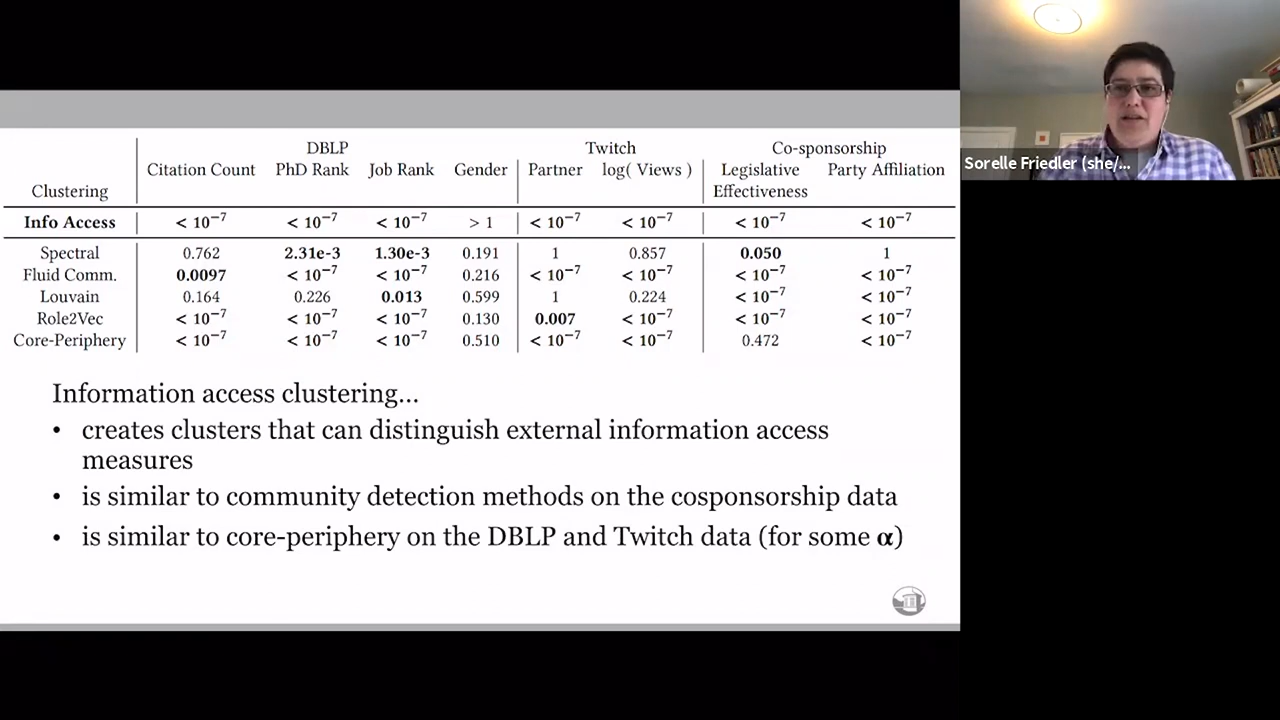 DBLP Twitch Co-sponsorship
Citation Count PhD Rank Job Rank Gender Partner log( Views ) Legislative Party Affiliation
Clustering Effectiveness
Info Access < 10−7 < 10−7 < 10−7 > 1 < 10−7 < 10−7 < 10−7 < 10−7
Spectral 0.762 2.31e-3 1.30e-3 0.191 1 0.857 0.050 1
Fluid Comm. 0.0097 < 10−7 < 10−7 0.216 < 10−7 < 10−7 < 10−7 < 10−7
Louvain 0.164 0.226 0.013 0.599 1 0.224 < 10−7 < 10−7
Role2Vec < 10−7 < 10−7 < 10−7 0.130 0.007 < 10−7 < 10−7 < 10−7
Core-Periphery < 10−7 < 10−7 < 10−7 0.510 < 10−7 < 10−7 0.472 < 10−7
Information access clustering...
• creates clusters that can distinguish external information access
measures
• is similar to community detection methods on the cosponsorship data
• is similar to core-periphery on the DBLP and Twitch data (for some α)
Sorelle Friedler (she/...